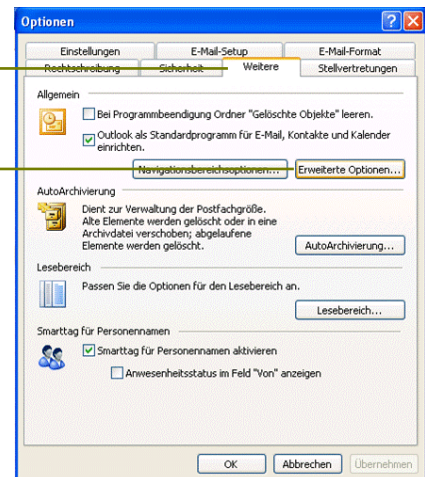 Optionen
Einstellungen E-Mail-Setup E-Mail-Format
Rechtschreibung Sicherheit Weitere Stellvertretungen
Allgemein
Bei Programmbeendigung Ordner "Gelöschte Objekte" leeren.
Outlook als Standardprogramm für E-Mail, Kontakte und Kalender
einrichten.
Navigationsbereichsoptionen... Erweiterte Optionen...
AutoArchivierung
Dient zur Verwaltung der Postfachgröße.
Alte Elemente werden gelöscht oder in eine
Archivdatei verschoben; abgelaufene
Elemente werden gelöscht.
AutoArchivierung...
Lesebereich
Passen Sie die Optionen für den Lesebereich an.
Lesebereich...
Smarttag für Personennamen
Smarttag für Personennamen aktivieren
Anwesenheitsstatus im Feld "Von" anzeigen
OK Abbrechen Übernehmen